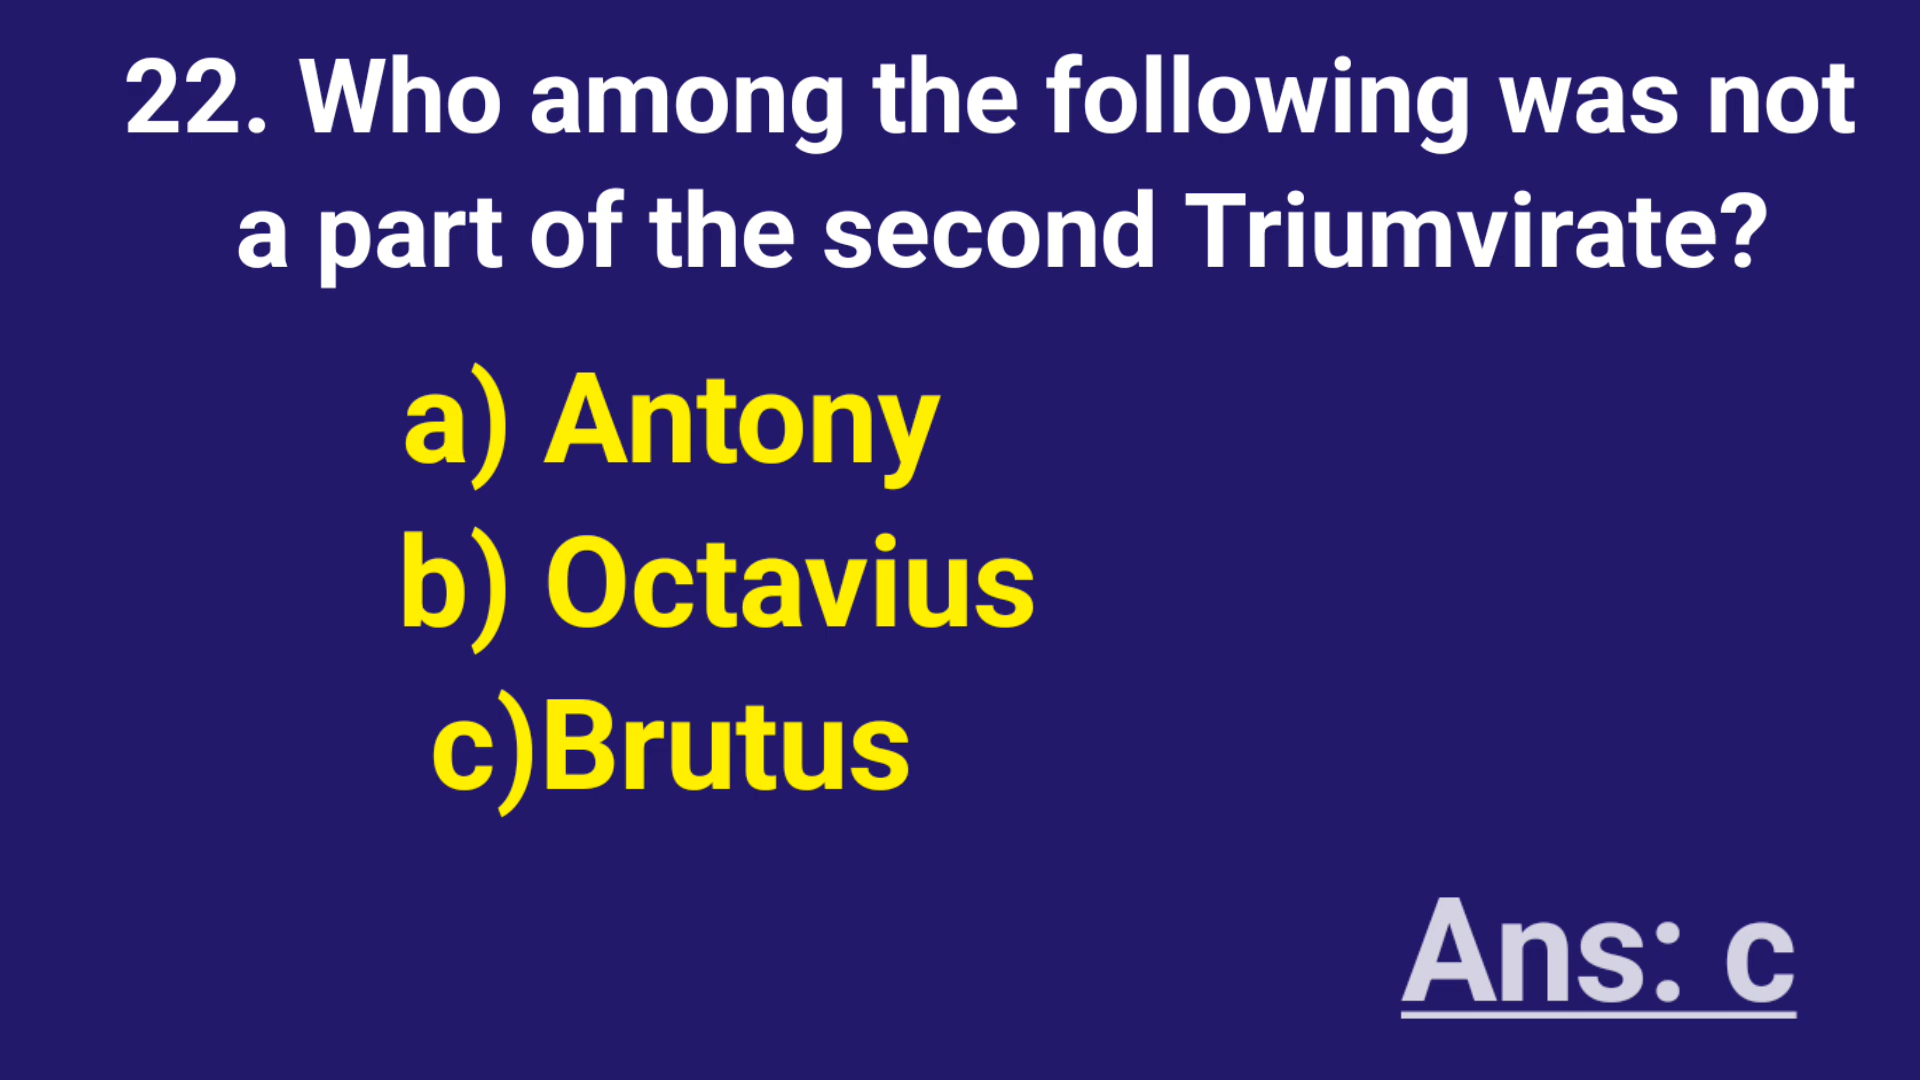 22. Who among the following was not
a part of the second Triumvirate?
a) Antony
b) Octavius
c)Brutus
Ans: c